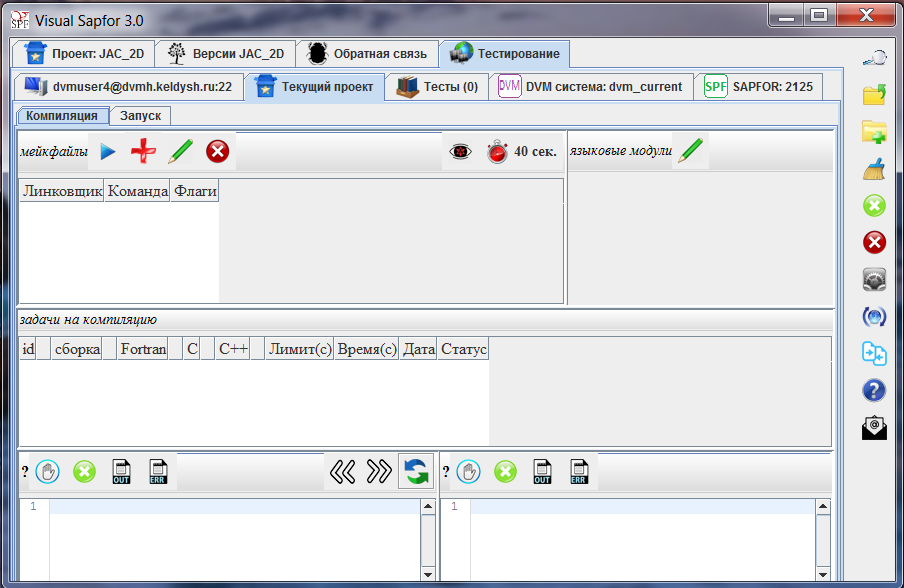 SPF Visual Sapfor 3.0
Проект: JAC_2D Версии JAC_2D Обратная связь Тестирование
dvmuser4@dvmh.keldysh.ru:22 Текущий проект Тесты (0) DVM DVM система: dvm_current SPF SAPFOR: 2125
Компиляция Запуск
мейкфайлы 40 сек. языковые модули
Линковщик Команда Флаги
задачи на компиляцию
id сборка Fortran C C++ Лимит(с) Время(с) Дата Статус
? OUT ERR ? OUT ERR
1 1